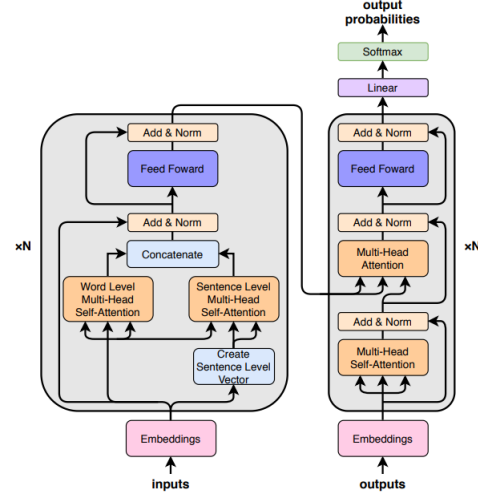 output
probabilities
Softmax
Linear
Add & Norm
Feed Foward
Add & Norm
Multi-Head
Attention
Add & Norm
Multi-Head
Self-Attention
Embeddings
outputs
×N
×N
Add & Norm
Feed Foward
Add & Norm
Concatenate
Word Level
Multi-Head
Self-Attention
Sentence Level
Multi-Head
Self-Attention
Create
Sentence Level
Vector
Embeddings
inputs